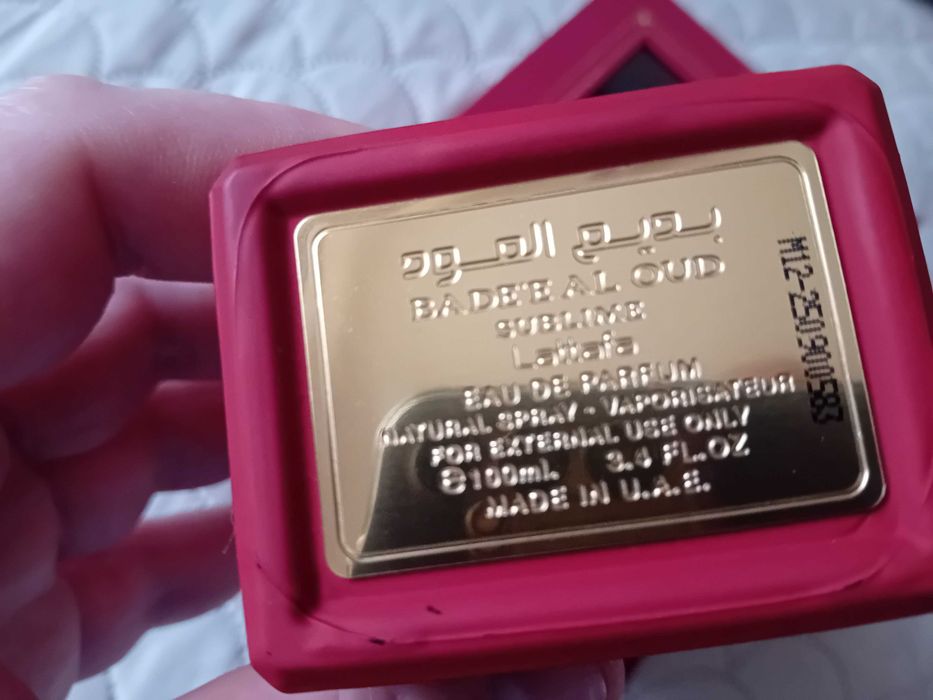 بديع العود
BADE'E AL OUD
SUBLIME
Lattafa
EAU DE PARFUM
NATURAL SPRAY - VAPORISATEUR
FOR EXTERNAL USE ONLY
℮100ml. 3.4 FL.OZ
MADE IN U.A.E.
M12-250900583